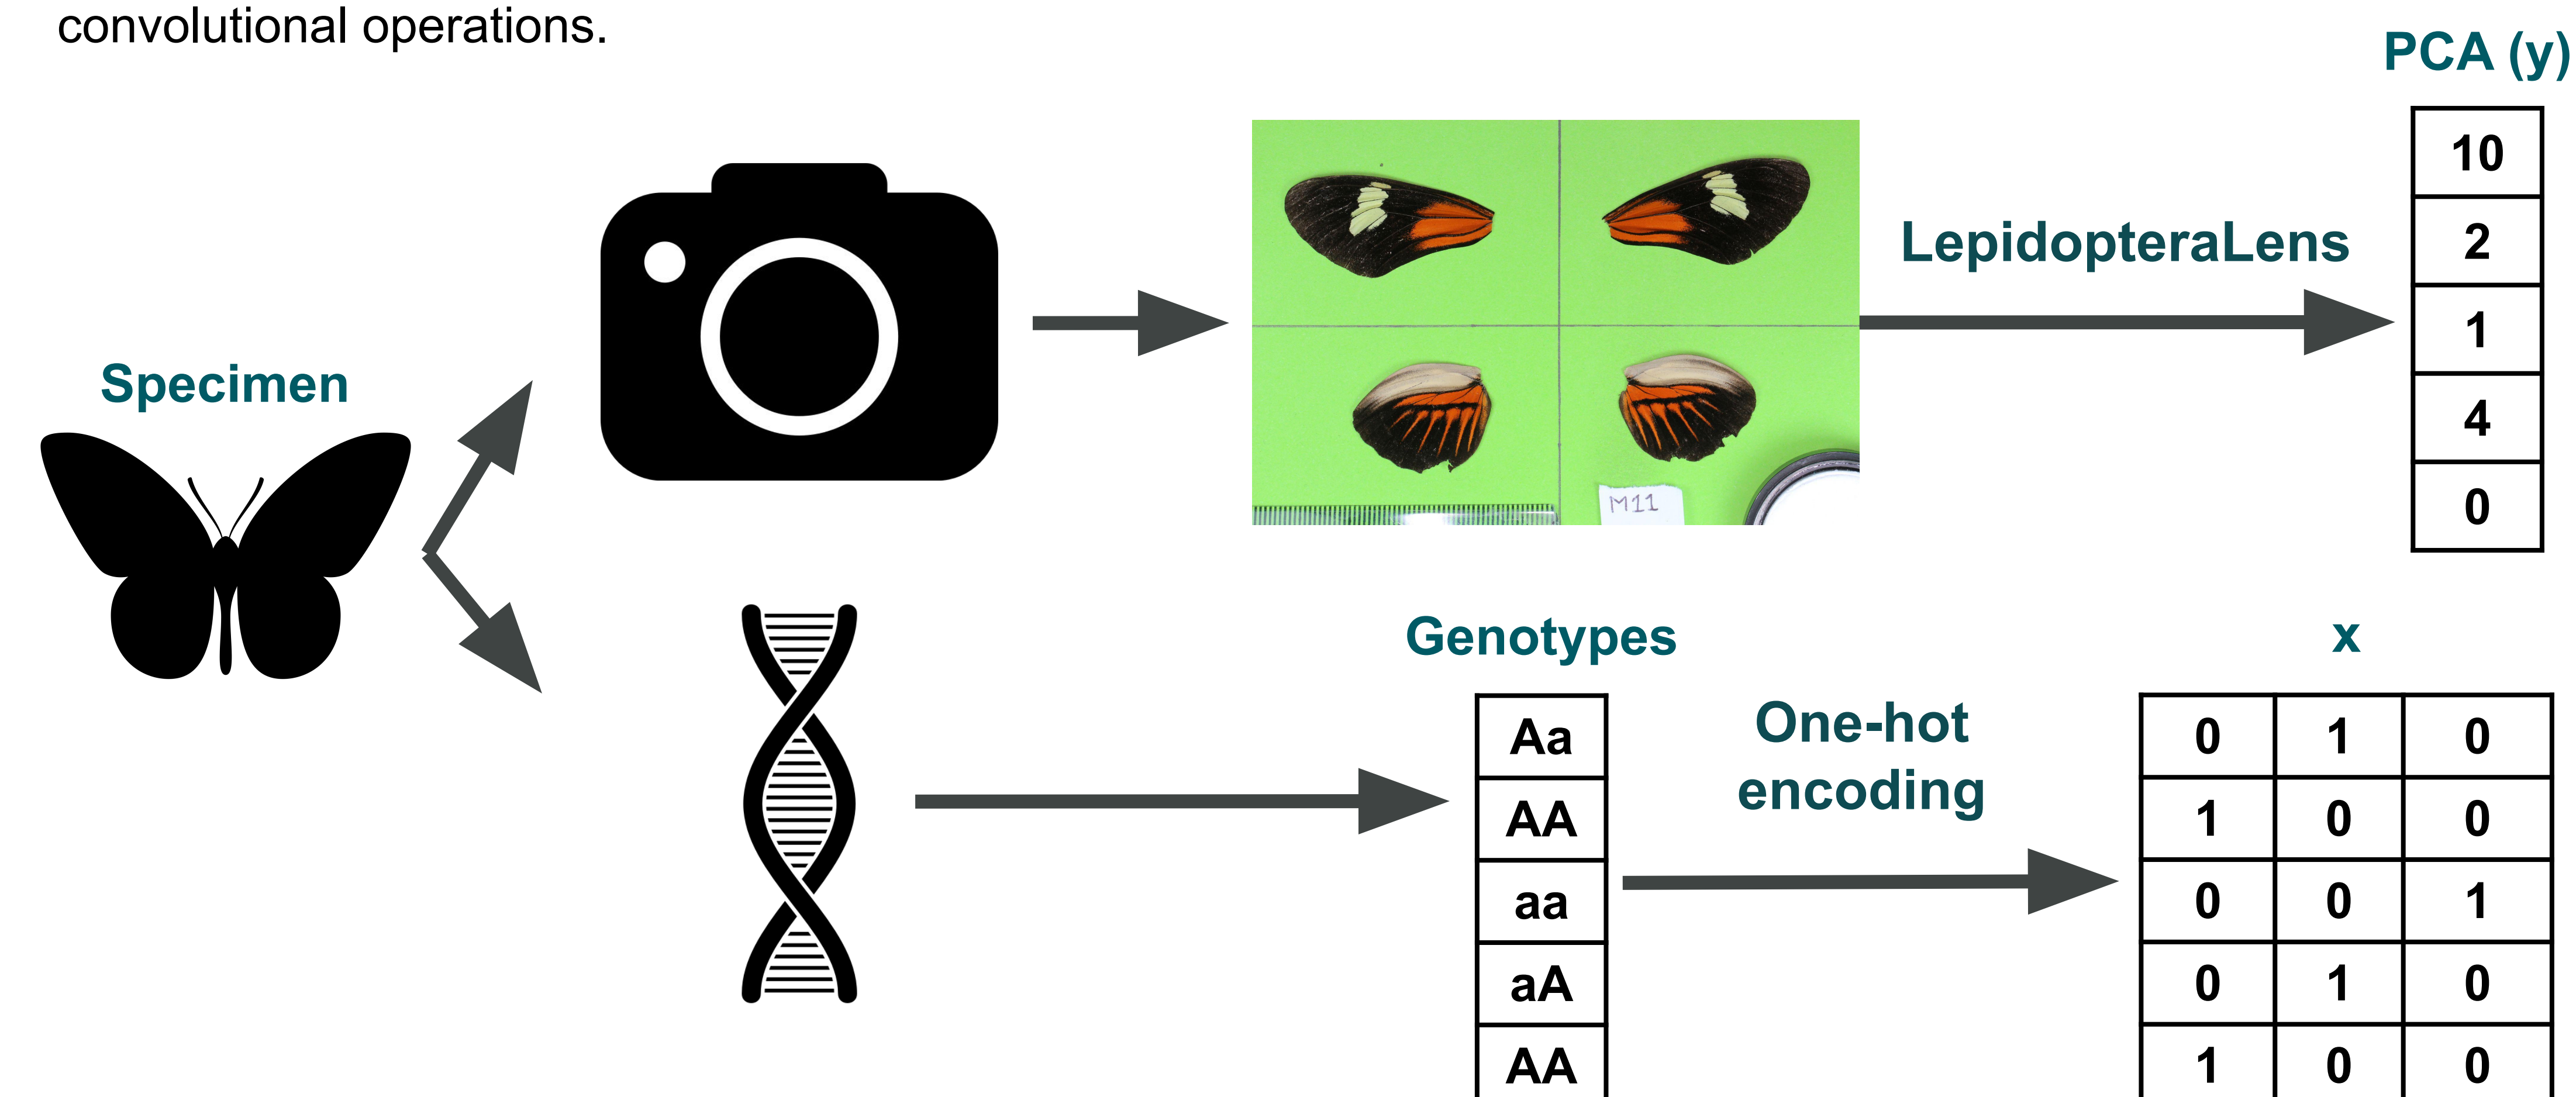 convolutional operations.
PCA (y)
10
2
1
4
0
LepidopteraLens
M11
Specimen
Genotypes
Aa
AA
aa
aA
AA
One-hot
encoding
x
0 1 0
1 0 0
0 0 1
0 1 0
1 0 0